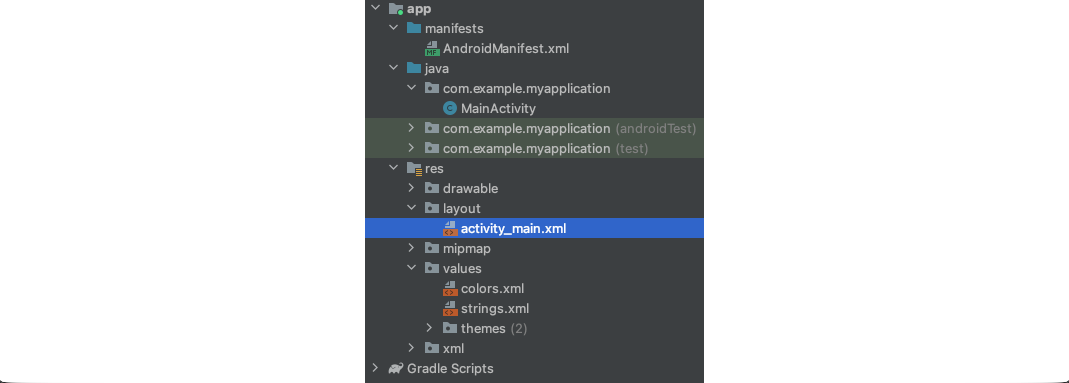 app
manifests
AndroidManifest.xml
java
com.example.myapplication
MainActivity
com.example.myapplication (androidTest)
com.example.myapplication (test)
res
drawable
layout
activity_main.xml
mipmap
values
colors.xml
strings.xml
themes (2)
xml
Gradle Scripts